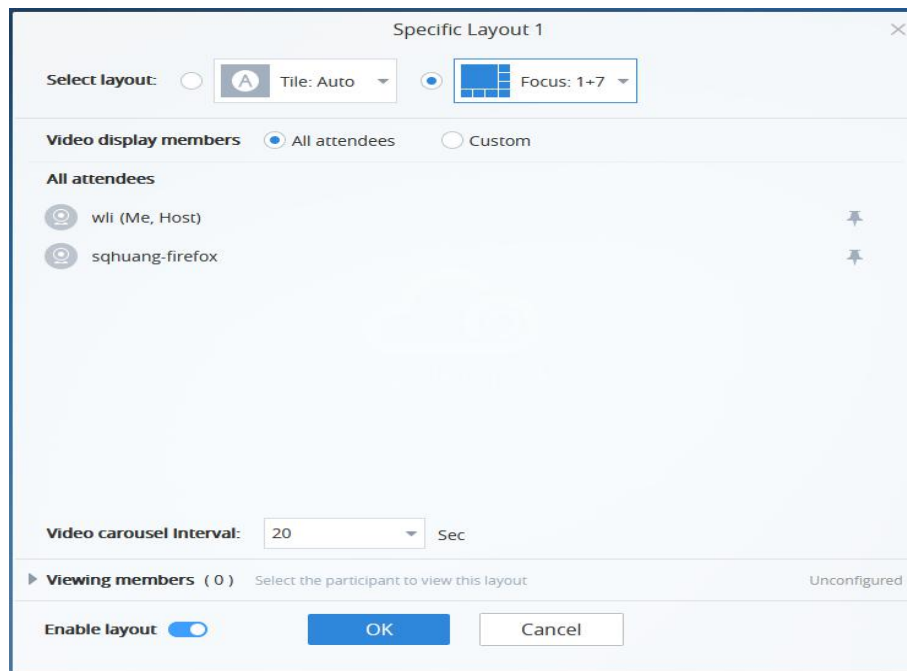 Specific Layout 1
Select layout: A Tile: Auto Focus: 1+7
Video display members All attendees Custom
All attendees
wli (Me, Host)
sqhuang-firefox
Video carousel Interval: 20 Sec
Viewing members ( 0 ) Select the participant to view this layout Unconfigured
Enable layout OK Cancel